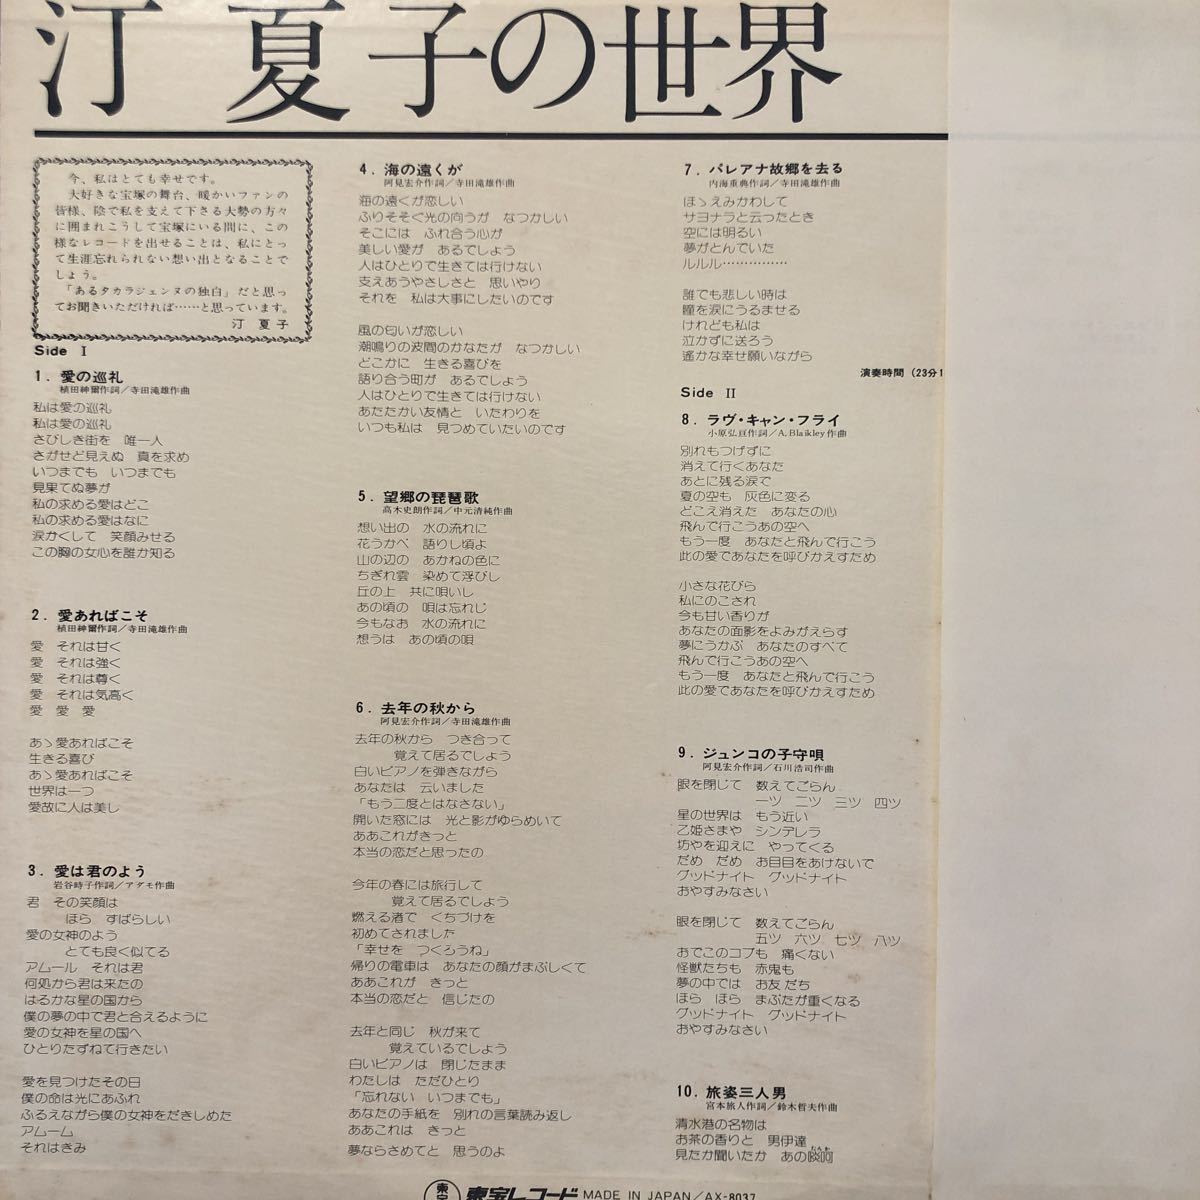 汀夏子の世界
今、私はとても幸せです。
大好きな宝塚の舞台、暖かいファンの
皆様、陰で私を支えて下さる大勢の方々
に囲まれこうして宝塚にいる間に、この
様なレコードを出せることは、私にとっ
て生涯忘れられない想い出となることで
しょう。
「あるタカラジェンヌの独白」だと思っ
てお聞きいただければ……と思っています。
汀 夏子
Side Ⅰ
1. 愛の巡礼
植田紳爾作詞/寺田滝雄作曲
私は愛の巡礼
私は愛の巡礼
さびしき街を 唯一人
さがせど見えぬ 真を求め
いつまでも いつまでも
見果てぬ夢が
私の求める愛はどこ
私の求める愛はなに
涙かくして 笑顔みせる
この胸の女心を誰か知る
2. 愛あればこそ
植田紳爾作詞/寺田滝雄作曲
愛 それは甘く
愛 それは強く
愛 それは尊く
愛 それは気高く
愛 愛 愛
あゝ愛あればこそ
生きる喜び
あゝ愛あればこそ
世界は一つ
愛故に人は美し
3. 愛は君のよう
岩谷時子作詞/アダモ作曲
君 その笑顔は
ほら すばらしい
愛の女神のよう
とても良く似てる
アムール それは君
何処から君は来たの
はるかな星の国から
僕の夢の中で君と合えるように
愛の女神を星の国へ
ひとりたずねて行きたい
愛を見つけたその日
僕の命は光にあふれ
ふるえながら僕の女神をだきしめた
アムーム
それはきみ
4. 海の遠くが
阿見宏介作詞/寺田滝雄作曲
海の遠くが恋しい
ふりそそぐ光の向うが なつかしい
そこには ふれ合う心が
美しい愛が あるでしょう
人はひとりで生きては行けない
支えあうやさしさと 思いやり
それを 私は大事にしたいのです
風の匂いが恋しい
潮鳴りの波間のかなたが なつかしい
どこかに 生きる喜びを
語り合う町が あるでしょう
人はひとりで生きては行けない
あたたかい友情と いたわりを
いつも私は 見つめていたいのです
5. 望郷の琵琶歌
高木史朗作詞/中元清純作曲
想い出の 水の流れに
花うかべ 語りし頃よ
山の辺の あかねの色に
ちぎれ雲 染めて浮びし
丘の上 共に唄いし
あの頃の 唄は忘れじ
今もなお 水の流れに
想うは あの頃の唄
6. 去年の秋から
阿見宏介作詞/寺田滝雄作曲
去年の秋から つき合って
覚えて居るでしょう
白いピアノを弾きながら
あなたは 云いました
「もう二度とはなさない」
開いた窓には 光と影がゆらめいて
ああこれがきっと
本当の恋だと思ったの
今年の春には旅行して
覚えて居るでしょう
燃える渚で くちづけを
初めてされました
「幸せを つくろうね」
帰りの電車は あなたの顔がまぶしくて
ああこれが きっと
本当の恋だと 信じたの
去年と同じ 秋が来て
覚えているでしょう
白いピアノは 閉じたまま
わたしは ただひとり
「忘れない いつまでも」
あなたの手紙を 別れの言葉読み返し
ああこれは きっと
夢ならさめてと 思うのよ
7. バレアナ故郷を去る
内海重典作詞/寺田滝雄作曲
ほゝえみかわして
サヨナラと云ったとき
空には明るい
夢がとんでいた
ルルル……………
誰でも悲しい時は
瞳を涙にうるませる
けれども私は
泣かずに送ろう
遙かな幸せ願いながら
演奏時間(23分1
Side Ⅱ
8. ラヴ・キャン・フライ
小原弘亘作詞/A.Blaikley作曲
別れもつげずに
消えて行くあなた
あとに残る涙で
夏の空も 灰色に変る
どこえ消えた あなたの心
飛んで行こうあの空へ
もう一度 あなたと飛んで行こう
此の愛であなたを呼びかえすため
小さな花びら
私にのこされ
今も甘い香りが
あなたの面影をよみがえらす
夢にうかぶ あなたのすべて
飛んで行こうあの空へ
もう一度 あなたと飛んで行こう
此の愛であなたを呼びかえすため
9. ジュンコの子守唄
阿見宏介作詞/石川浩司作曲
眼を閉じて 数えてごらん
一ツ 二ツ 三ツ 四ツ
星の世界は もう近い
乙姫さまや シンデレラ
坊やを迎えに やってくる
だめ だめ お目目をあけないで
グッドナイト グッドナイト
おやすみなさい
眼を閉じて 数えてごらん
五ツ 六ツ 七ツ 八ツ
おでこのコブも 痛くない
怪獣たちも 赤鬼も
夢の中では お友だち
ほら ほら まぶたが重くなる
グッドナイト グッドナイト
おやすみなさい
10. 旅姿三人男
宮本旅人作詞/鈴木哲夫作曲
清水港の名物は
お茶の香りと 男伊達
見たか聞いたか あの啖呵
東宝レコード MADE IN JAPAN/AX-8037